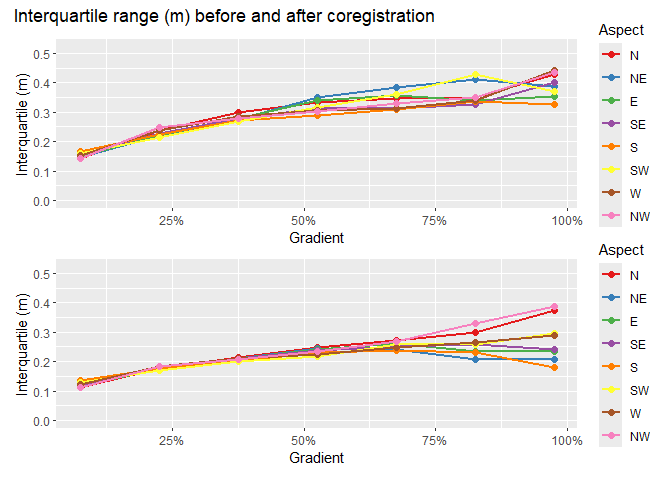 Interquartile range (m) before and after coregistration
Interquartile (m)
0.5
0.4
0.3
0.2
0.1
0.0
25%
50%
75%
100%
Gradient
Aspect
N
NE
E
SE
S
SW
W
NW
Interquartile (m)
0.5
0.4
0.3
0.2
0.1
0.0
25%
50%
75%
100%
Gradient
Aspect
N
NE
E
SE
S
SW
W
NW